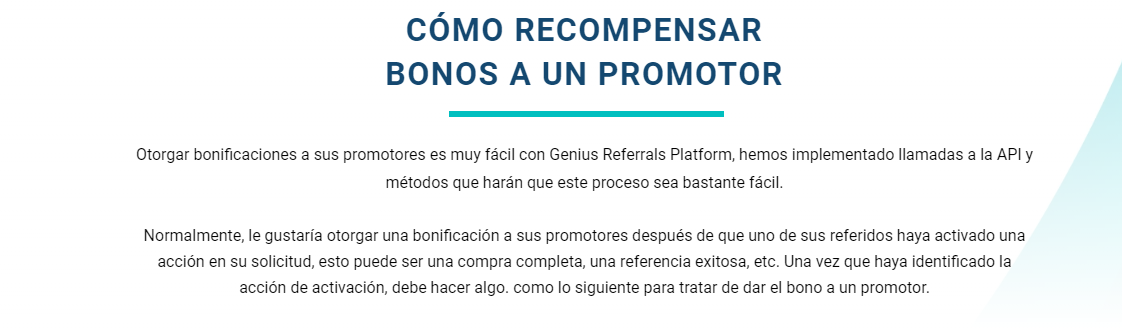 CÓMO RECOMPENSAR
BONOS A UN PROMOTOR
Otorgar bonificaciones a sus promotores es muy fácil con Genius Referrals Platform, hemos implementado llamadas a la API y
métodos que harán que este proceso sea bastante fácil.
Normalmente, le gustaría otorgar una bonificación a sus promotores después de que uno de sus referidos haya activado una
acción en su solicitud, esto puede ser una compra completa, una referencia exitosa, etc. Una vez que haya identificado la
acción de activación, debe hacer algo. como lo siguiente para tratar de dar el bono a un promotor.